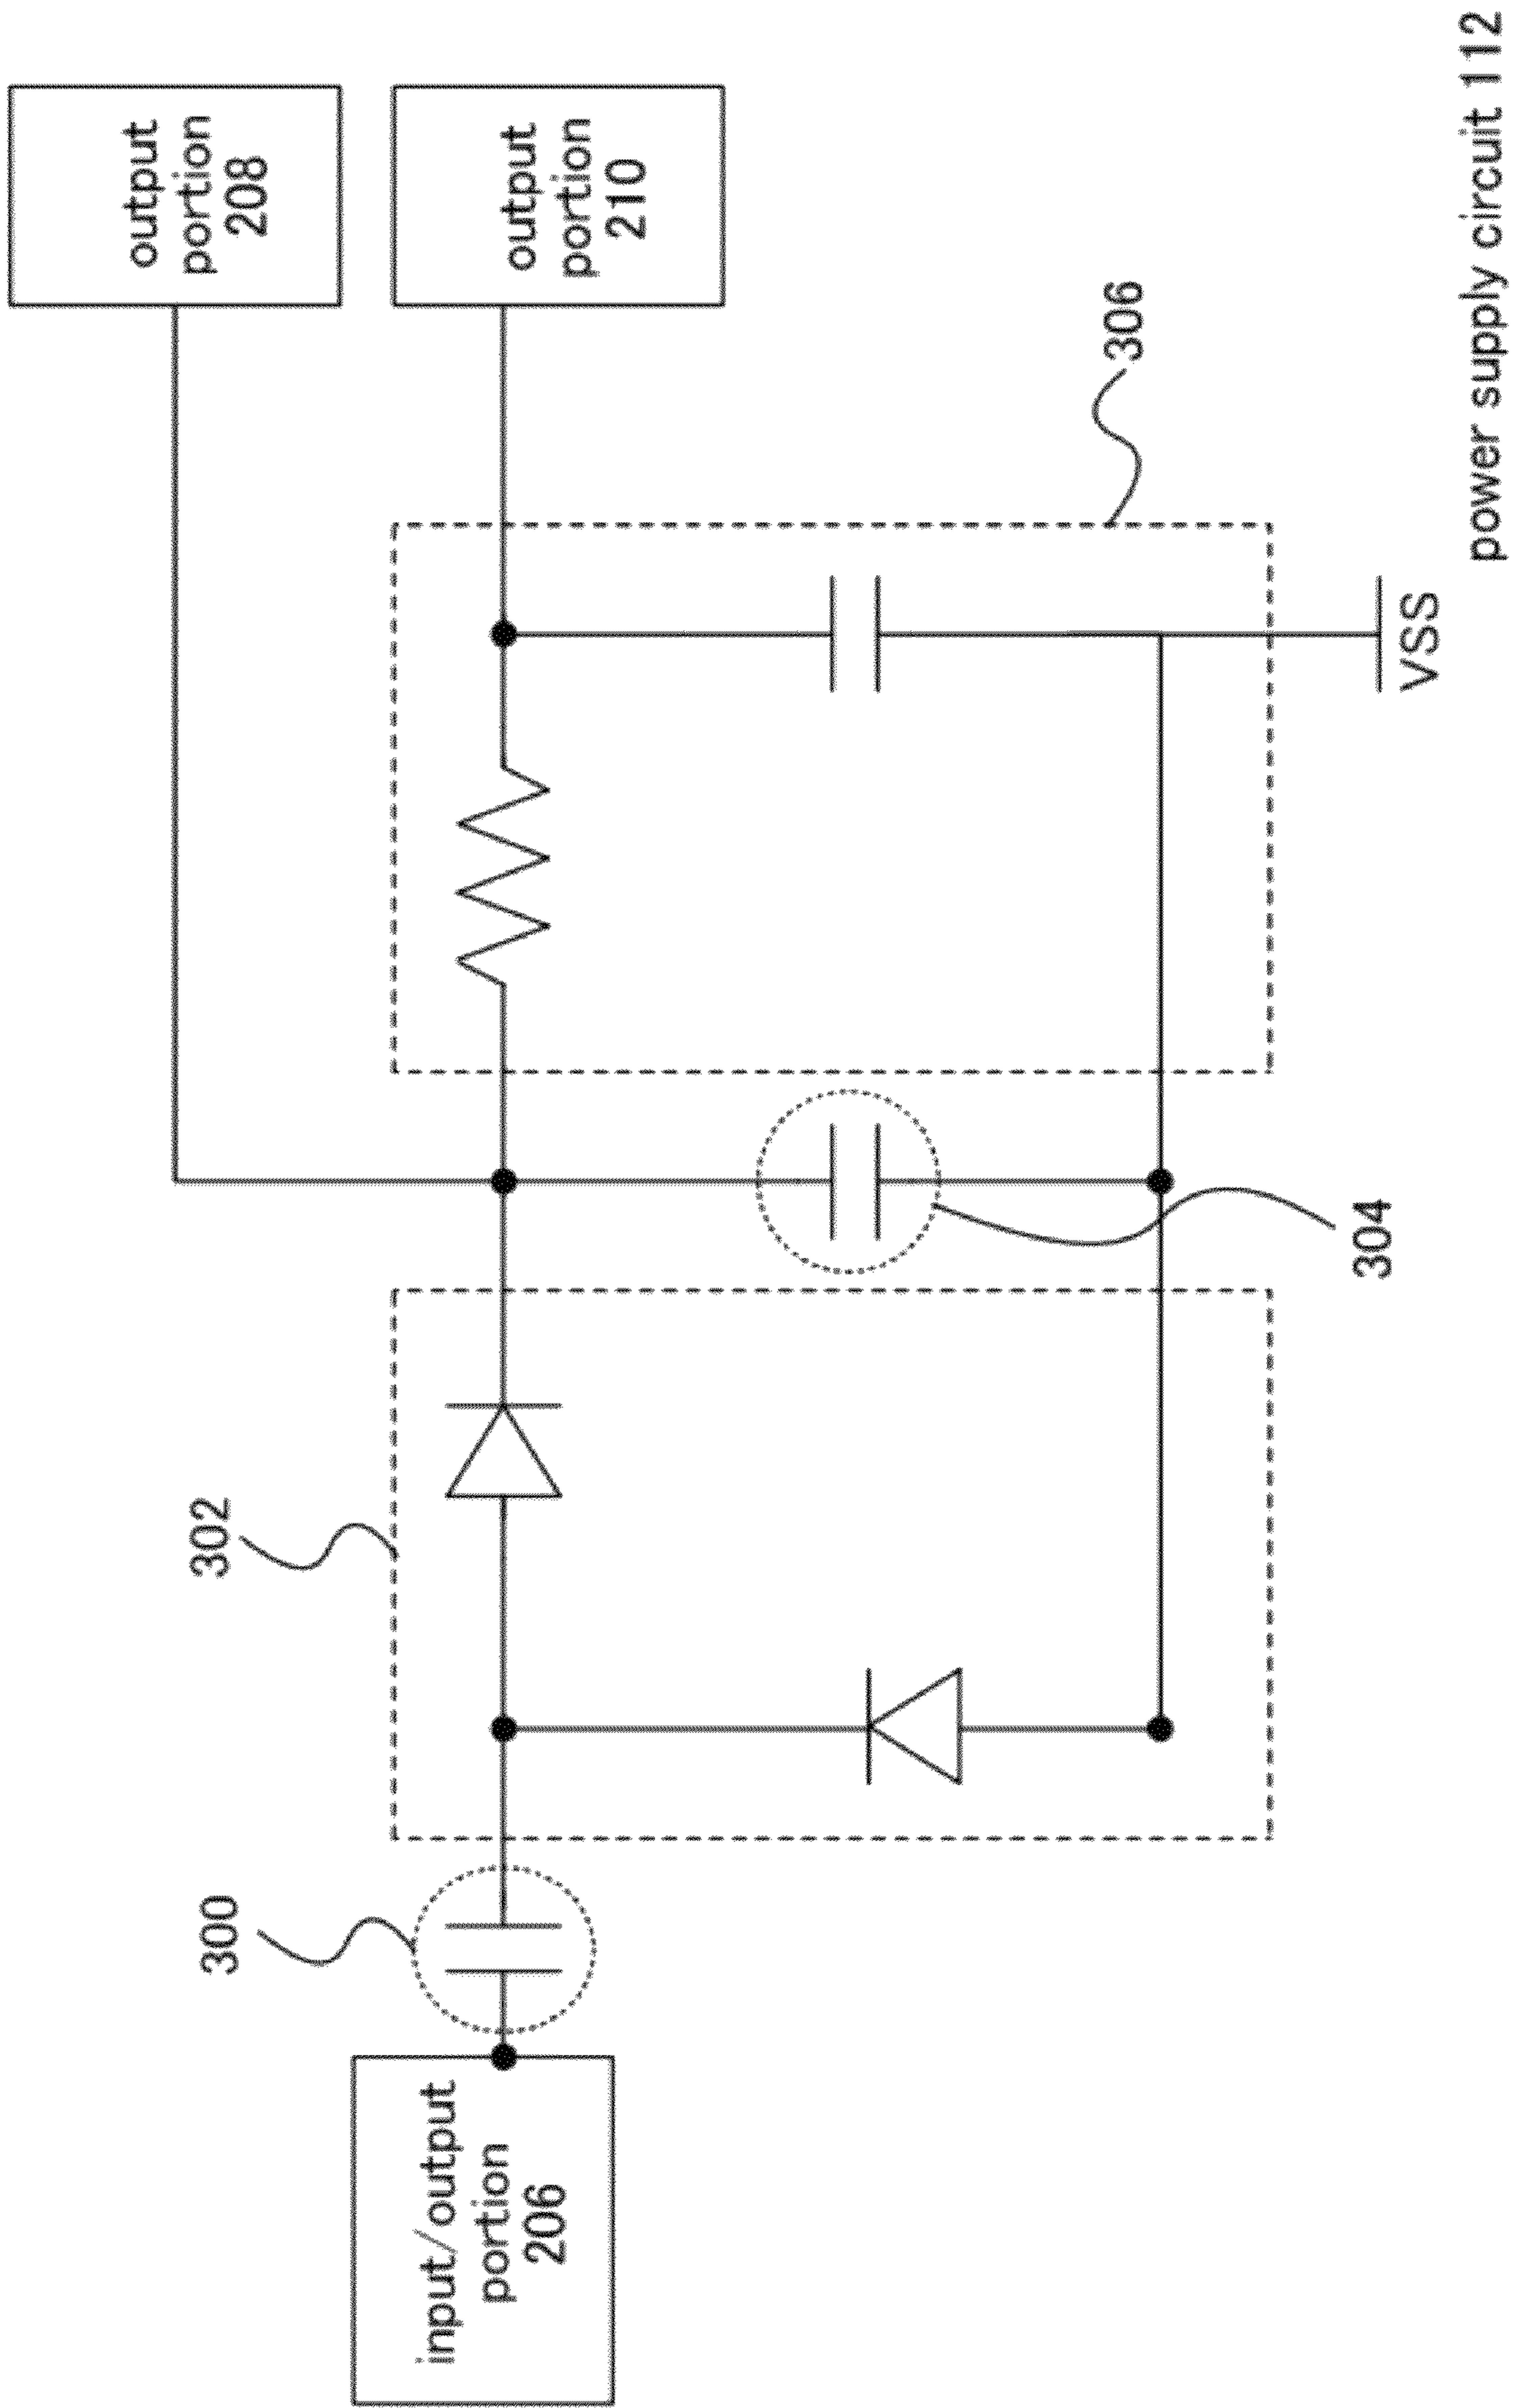 output
portion
208
output
portion
210
306
302
300
304
input/output
portion
206
VSS
power supply circuit 112